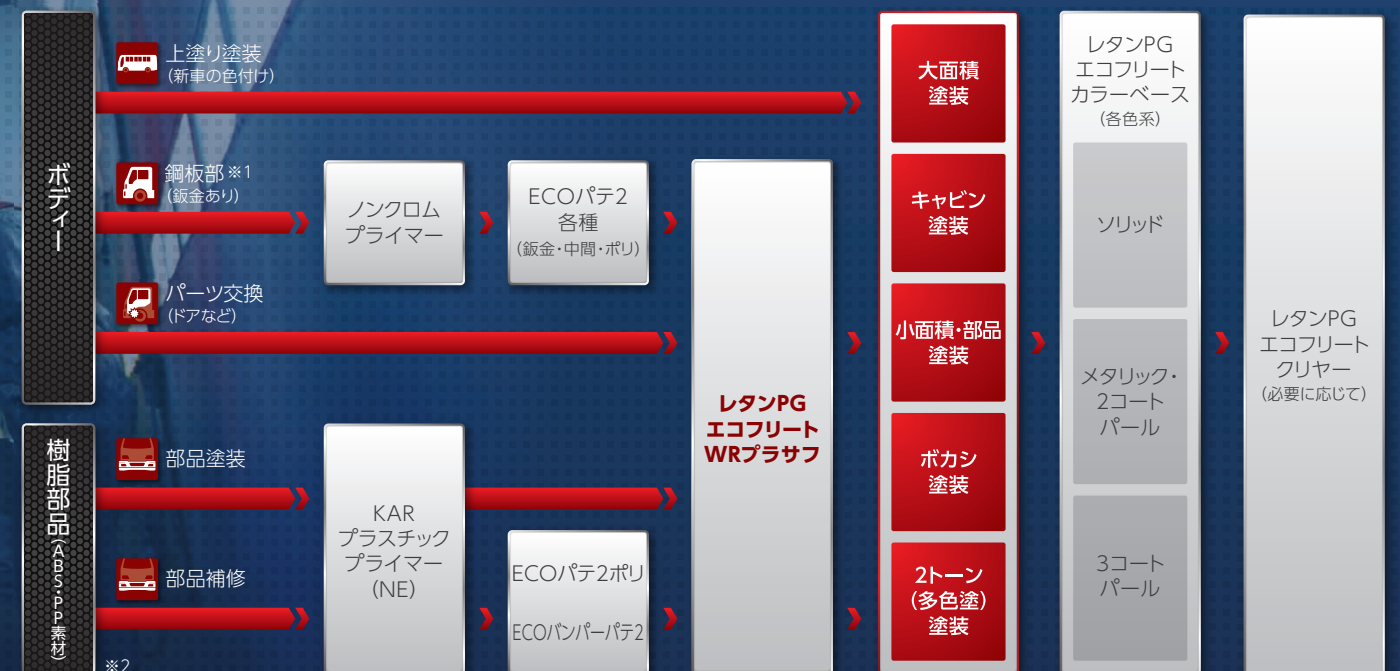 ボディー
上塗り塗装
(新車の色付け)
鋼板部※1
(鈑金あり)
ノンクロム
プライマー
ECOパテ2
各種
(鈑金・中間・ポリ)
パーツ交換
(ドアなど)
樹脂部品(ABS・PP素材)
※2
部品塗装
部品補修
KAR
プラスチック
プライマー
(NE)
ECOパテ2ポリ
ECOバンパーパテ2
レタンPG
エコフリート
WRプラサフ
大面積
塗装
キャビン
塗装
小面積・部品
塗装
ボカシ
塗装
2トーン
(多色塗)
塗装
レタンPG
エコフリート
カラーベース
(各色系)
ソリッド
メタリック・
2コート
パール
3コート
パール
レタンPG
エコフリート
クリヤー
(必要に応じて)